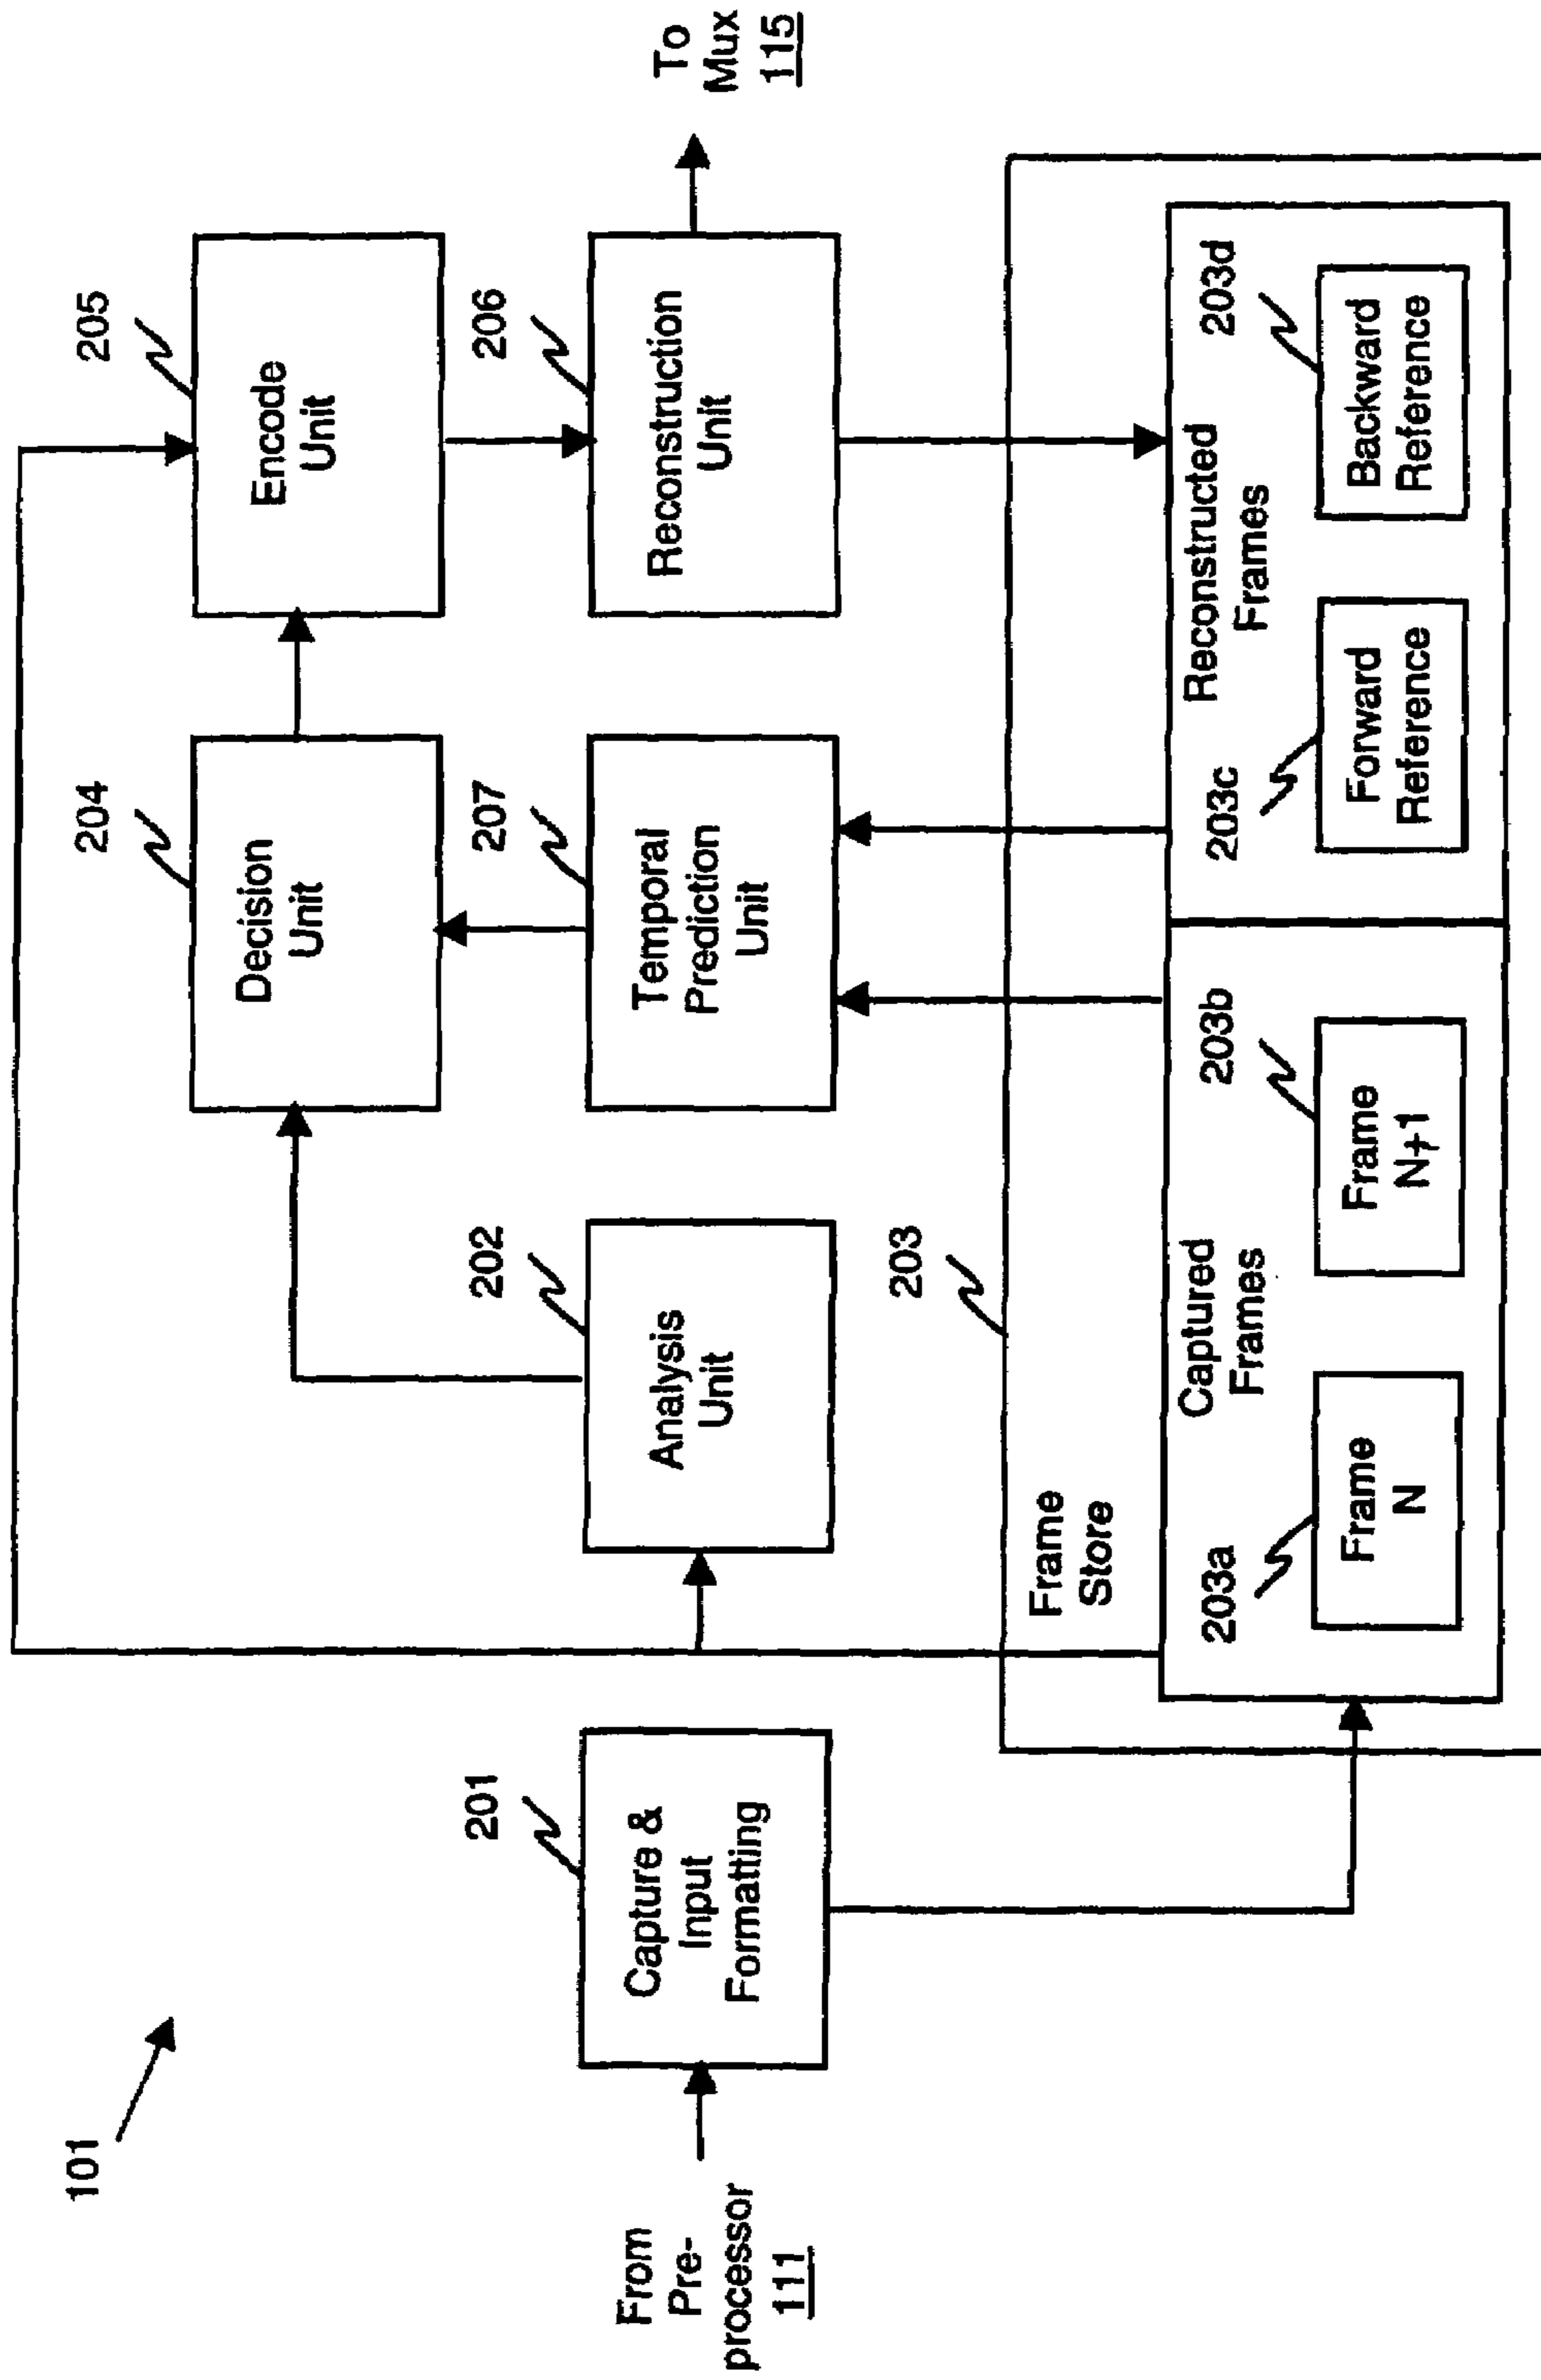 101
From
Pre-
processor
111
201
Capture &
Input
Formatting
202
Analysis
Unit
204
Decision
Unit
207
Temporal
Prediction
Unit
205
Encode
Unit
206
Reconstruction
Unit
To
Mux
115
203
Frame
Store
Captured
Frames
203a
Frame
N
203b
Frame
N+1
Reconstructed
Frames
203c
Forward
Reference
203d
Backward
Reference